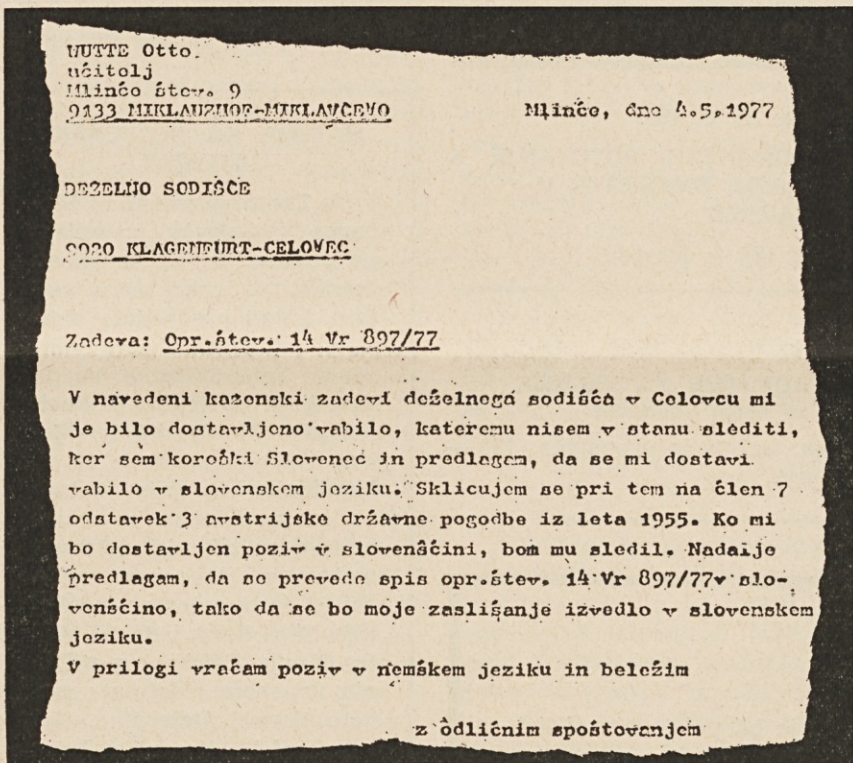 WUTTE Otto
učitelj
Mlinče štev. 9
9133 MIKLAUZHOF-MIKLAVČEVO Mlinče, dne 4.5.1977
DEŽELNO SODIŠČE
9020 KLAGENFURT-CELOVEC
Zadeva: Opr.štev. 14 Vr 897/77
V navedeni kazenski zadevi deželnega sodišča v Celovcu mi
je bilo dostavljeno vabilo, kateremu nisem v stanu slediti,
ker sem koroški Slovenec in predlagam, da se mi dostavi
vabilo v slovenskem jeziku. Sklicujem se pri tem na člen 7
odstavek 3 avstrijske državne pogodbe iz leta 1955. Ko mi
bo dostavljen poziv v slovenščini, bom mu sledil. Nadalje
predlagam, da se prevede spis opr.štev. 14 Vr 897/77 v slo-
venščino, tako da se bo moje zaslišanje izvedlo v slovenskem
jeziku.
V prilogi vračam poziv v nemškem jeziku in beležim
z odličnim spoštovanjem